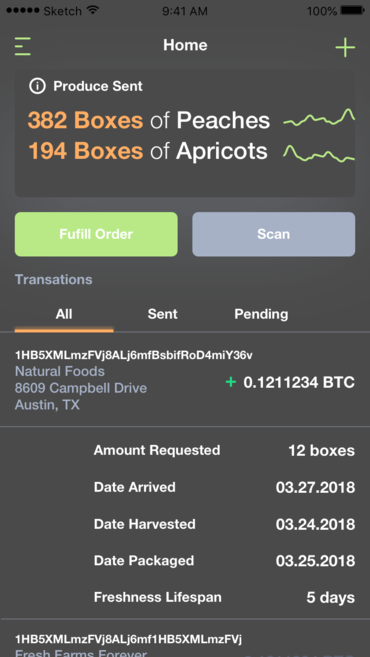 Sketch 9:41 AM 100%
Home
Produce Sent
382 Boxes of Peaches
194 Boxes of Apricots
Fufill Order Scan
Transations
All Sent Pending
1HB5XMLmzFVj8ALj6mfBsbifRoD4miY36v
Natural Foods
+ 0.1211234 BTC
8609 Campbell Drive
Austin, TX
Amount Requested 12 boxes
Date Arrived 03.27.2018
Date Harvested 03.24.2018
Date Packaged 03.25.2018
Freshness Lifespan 5 days
1HB5XMLmzFVj8ALj6mf1HB5XMLmzFVj
Fresh Farms Forever